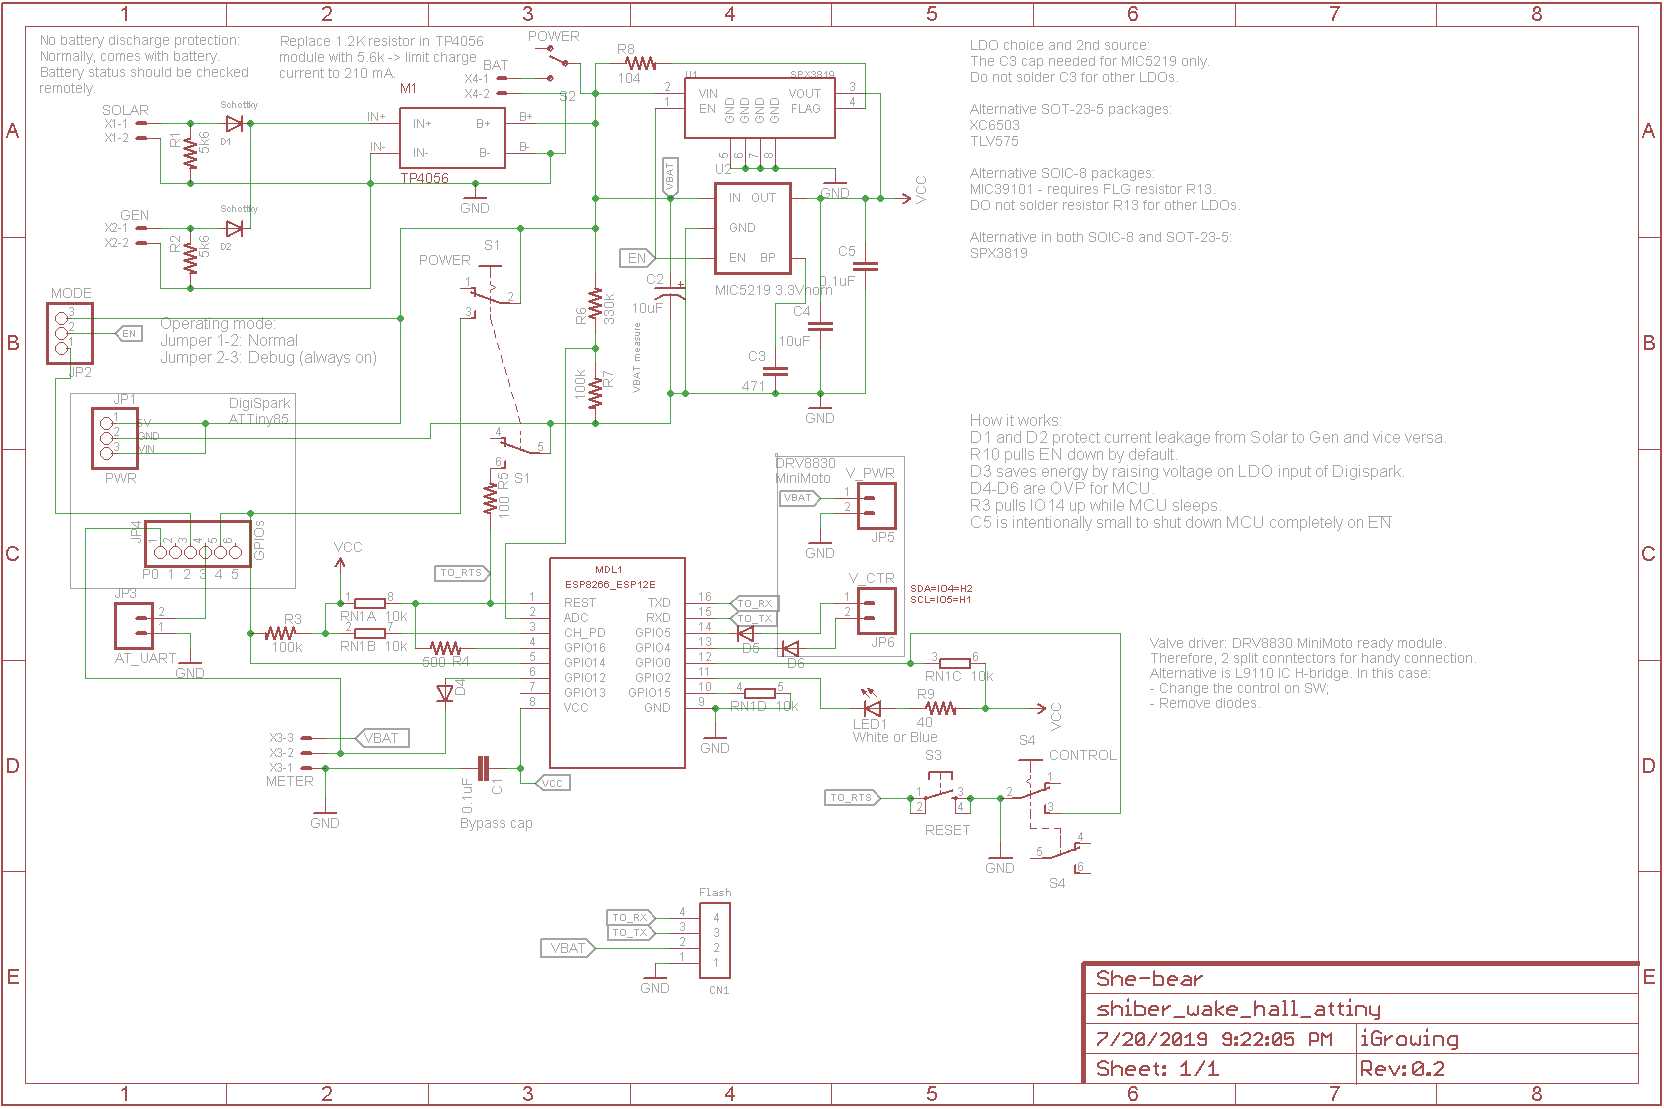 1 2 3 4 5 6 7 8
No battery discharge protection:
Normally, comes with battery.
Battery status should be checked
remotely.
Replace 1.2K resistor in TP4056
module with 5.6k -> limit charge
current to 210 mA.
POWER
BAT
X4-1
X4-2
S2
R8
104
U1
SPX3819
2 VIN VOUT 3
1 EN FLAG 4
GND GND GND GND
5 6 7 8
GND
LDO choice and 2nd source:
The C3 cap needed for MIC5219 only.
Do not solder C3 for other LDOs.
Alternative SOT-23-5 packages:
XC6503
TLV575
Alternative SOIC-8 packages:
MIC39101 - requires FLG resistor R13.
DO not solder resistor R13 for other LDOs.
Alternative in both SOIC-8 and SOT-23-5:
SPX3819
A A
SOLAR
X1-1
X1-2
R1
5k6
Schottky
D1
M1
IN+ IN+ B+ B+
IN- IN- B- B-
TP4056
GND
GEN
X2-1
X2-2
R2
5k6
Schottky
D2
VBAT
U2
IN OUT
GND
EN BP
MIC5219 3.3Vnorn
VCC
EN
C2
+
10uF
C5
0.1uF
C4
10uF
C3
471
GND
B B
MODE
3
2
1
JP2
EN
Operating mode:
Jumper 1-2: Normal
Jumper 2-3: Debug (always on)
S1
POWER
1
2
3
R6
330k
R7
100k
VBAT measure
4
5
6
S1
R5
100
JP1
1 5V
2 GND
3 VIN
PWR
DigiSpark
ATTiny85
How it works:
D1 and D2 protect current leakage from Solar to Gen and vice versa.
R10 pulls EN down by default.
D3 saves energy by raising voltage on LDO input of Digispark.
D4-D6 are OVP for MCU.
R3 pulls IO14 up while MCU sleeps.
C5 is intentionally small to shut down MCU completely on EN
C C
JP4
1 2 3 4 5 6
GPIOs
P0 1 2 3 4 5
DRV8830
MiniMoto
V_PWR
VBAT
1
2
JP5
GND
V_CTR
1
2
JP6
SDA=IO4=H2
SCL=IO5=H1
VCC
TO_RTS
JP3
2
1
AT_UART
GND
R3
100k
1 8
RN1A 10k
2 7
RN1B 10k
500 R4
D4
MDL1
ESP8266_ESP12E
1 REST TXD 16 TO_RX
2 ADC RXD 15 TO_TX
3 CH_PD GPIO5 14
4 GPIO16 GPIO4 13
5 GPIO14 GPIO0 12
6 GPIO12 GPIO2 11
7 GPIO13 GPIO15 10
8 VCC GND 9
D5
D6
4 5
RN1D 10k
GND
3 6
RN1C 10k
LED1
White or Blue
R9
40
VCC
Valve driver: DRV8830 MiniMoto ready module.
Therefore, 2 split conntectors for handy connection.
Alternative is L9110 IC H-bridge. In this case:
- Change the control on SW;
- Remove diodes.
D D
X3-3
X3-2
X3-1
METER
VBAT
GND
0.1uF
C1
Bypass cap
VCC
TO_RTS
S3
1 3
2 4
RESET
GND
S4
CONTROL
1
2
3
4
5
6
S4
E E
Flash
TO_RX 4 4
TO_TX 3 3
VBAT 2 2
1 1
GND
CN1
She-bear
shiber_wake_hall_attiny
7/20/2019 9:22:05 PM iGrowing
Sheet: 1/1 Rev:0.2
1 2 3 4 5 6 7 8